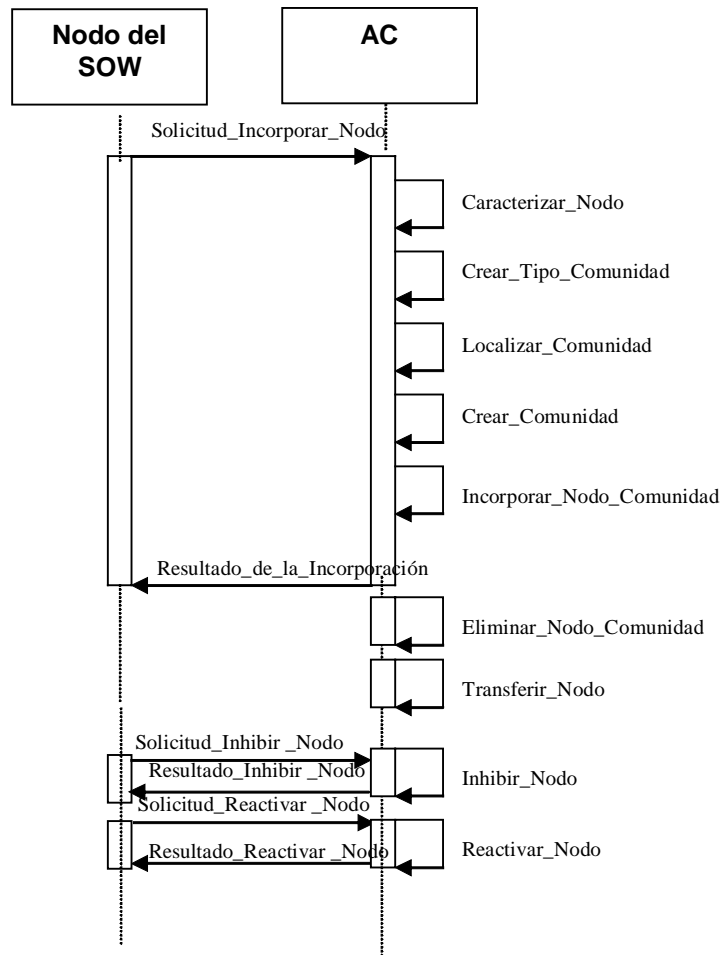 Nodo del
SOW
AC
Solicitud_Incorporar_Nodo
Caracterizar_Nodo
Crear_Tipo_Comunidad
Localizar_Comunidad
Crear_Comunidad
Incorporar_Nodo_Comunidad
Resultado_de_la_Incorporación
Eliminar_Nodo_Comunidad
Transferir_Nodo
Solicitud_Inhibir _Nodo
Resultado_Inhibir _Nodo
Inhibir_Nodo
Solicitud_Reactivar _Nodo
Resultado_Reactivar _Nodo
Reactivar_Nodo